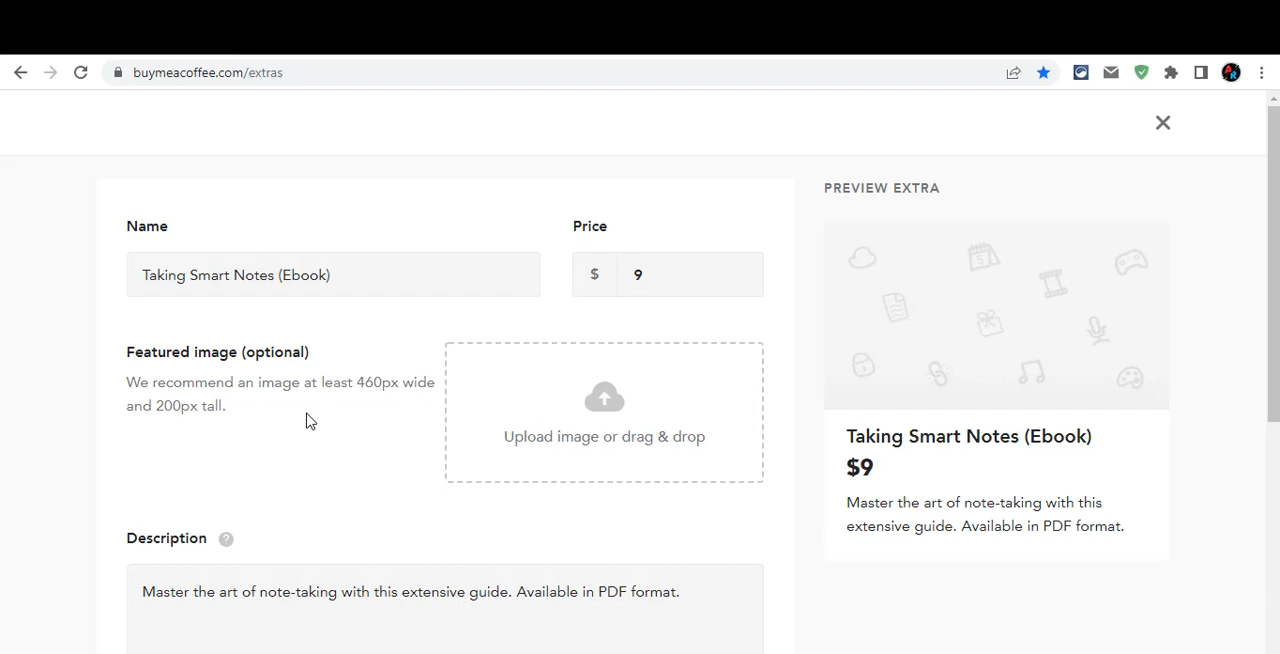 buymeacoffee.com/extras
PREVIEW EXTRA
Name
Price
Taking Smart Notes (Ebook)
$
9
Featured image (optional)
We recommend an image at least 460px wide
and 200px tall.
Upload image or drag & drop
Taking Smart Notes (Ebook)
$9
Master the art of note-taking with this
extensive guide. Available in PDF format.
Description ?
Master the art of note-taking with this extensive guide. Available in PDF format.